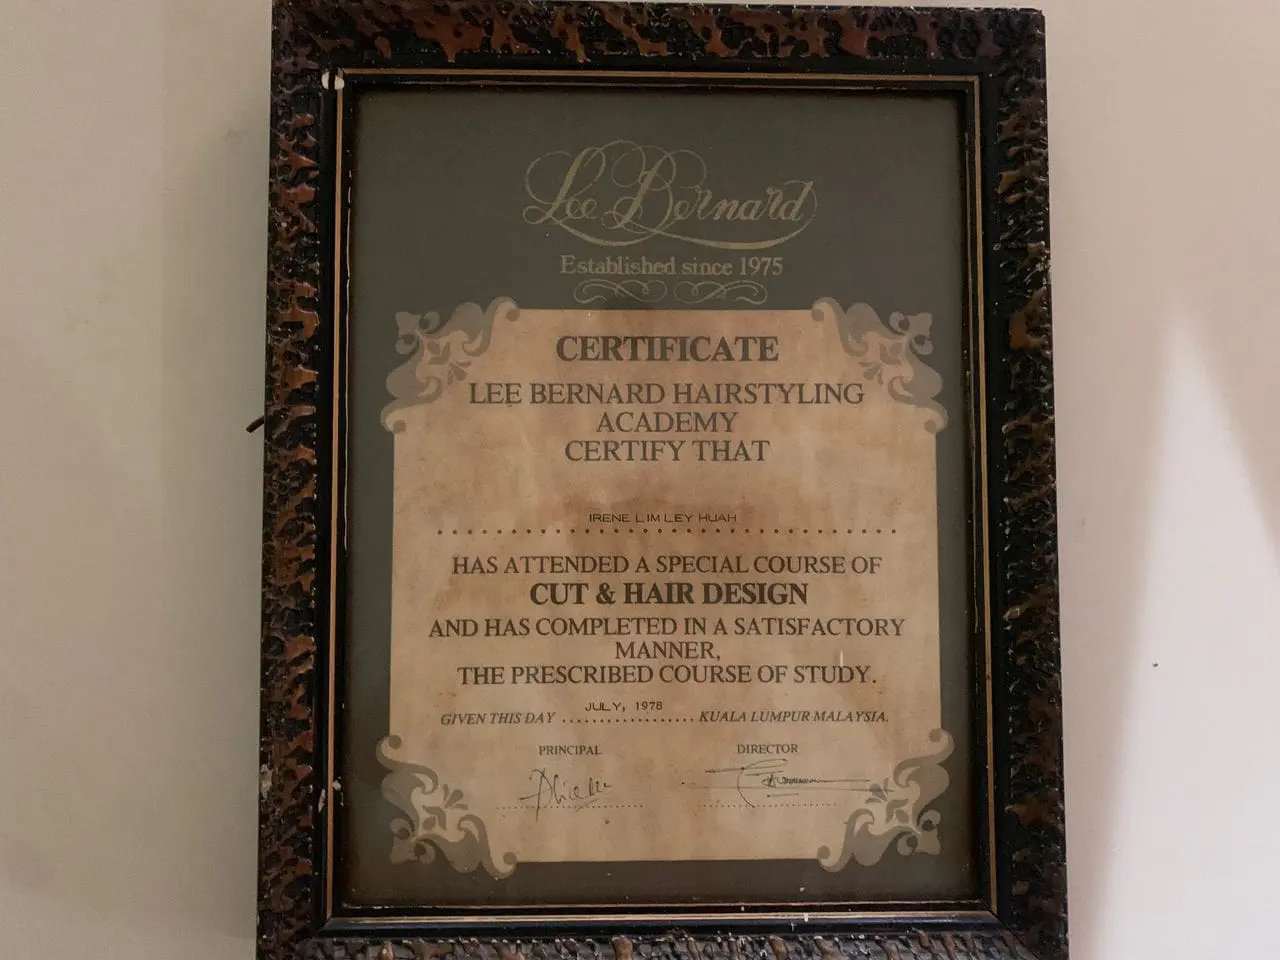 Lee Bernard
Established since 1975
CERTIFICATE
LEE BERNARD HAIRSTYLING
ACADEMY
CERTIFY THAT
IRENE LIM LEY HUAH
HAS ATTENDED A SPECIAL COURSE OF
CUT & HAIR DESIGN
AND HAS COMPLETED IN A SATISFACTORY
MANNER,
THE PRESCRIBED COURSE OF STUDY.
JULY, 1978
GIVEN THIS DAY .................. KUALA LUMPUR MALAYSIA.
PRINCIPAL DIRECTOR